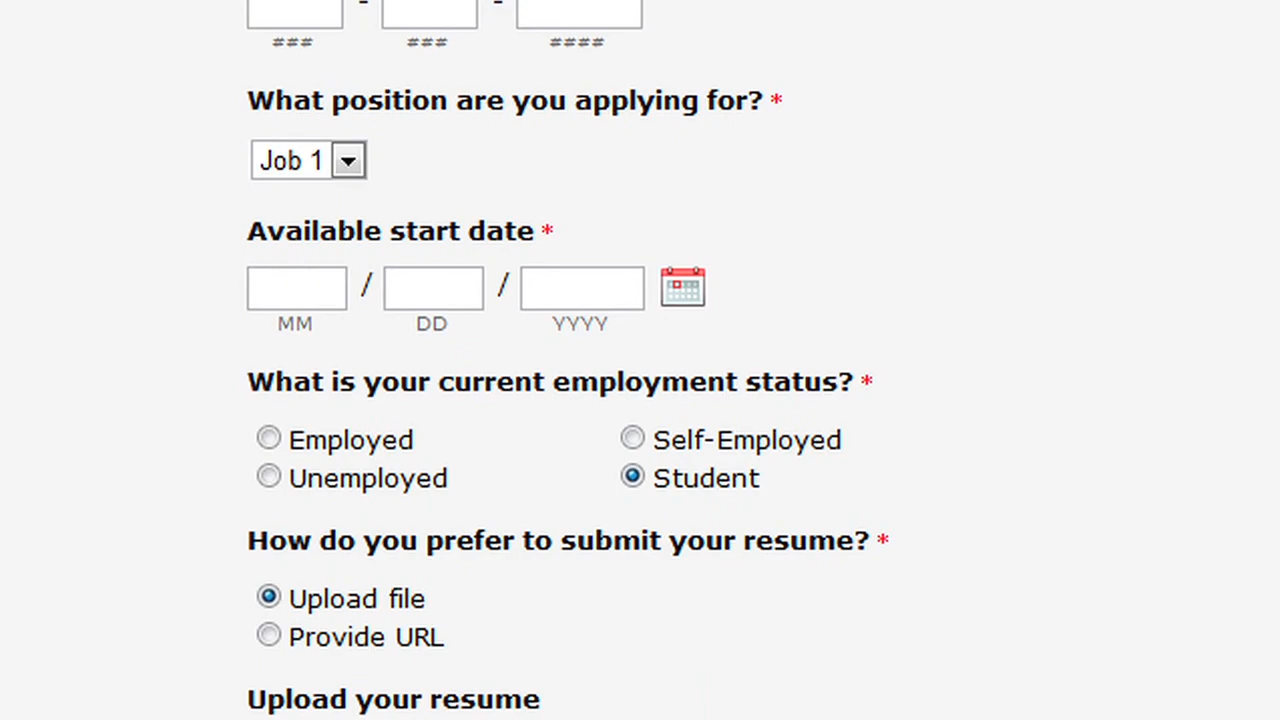 - -
### ### ####
What position are you applying for? *
Job 1
Available start date *
/ /
MM DD YYYY
What is your current employment status? *
Employed Self-Employed
Unemployed Student
How do you prefer to submit your resume? *
Upload file
Provide URL
Upload your resume